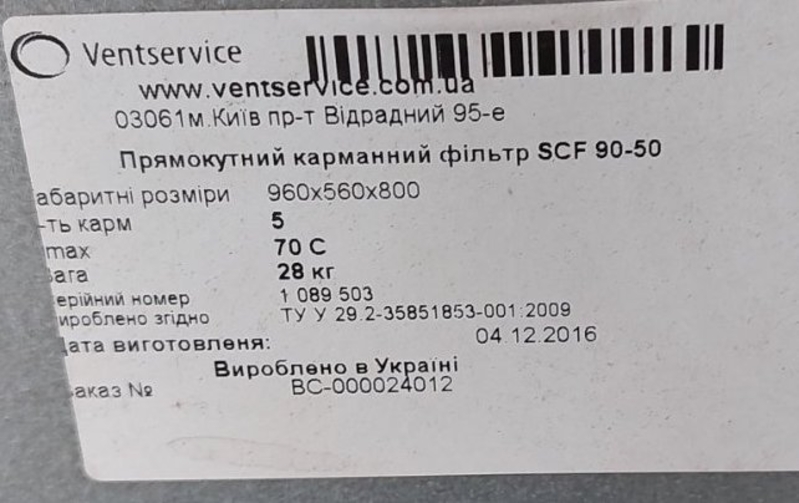 Ventservice
www.ventservice.com.ua
03061м.Київ пр-т Відрадний 95-е
Прямокутний карманний фільтр SCF 90-50
абаритні розміри 960x560x800
-ть карм 5
max 70 C
ага 28 кг
ерійний номер 1 089 503
ироблено згідно ТУ У 29.2-35851853-001:2009
ата виготовленя: 04.12.2016
Вироблено в Україні
аказ № ВС-000024012